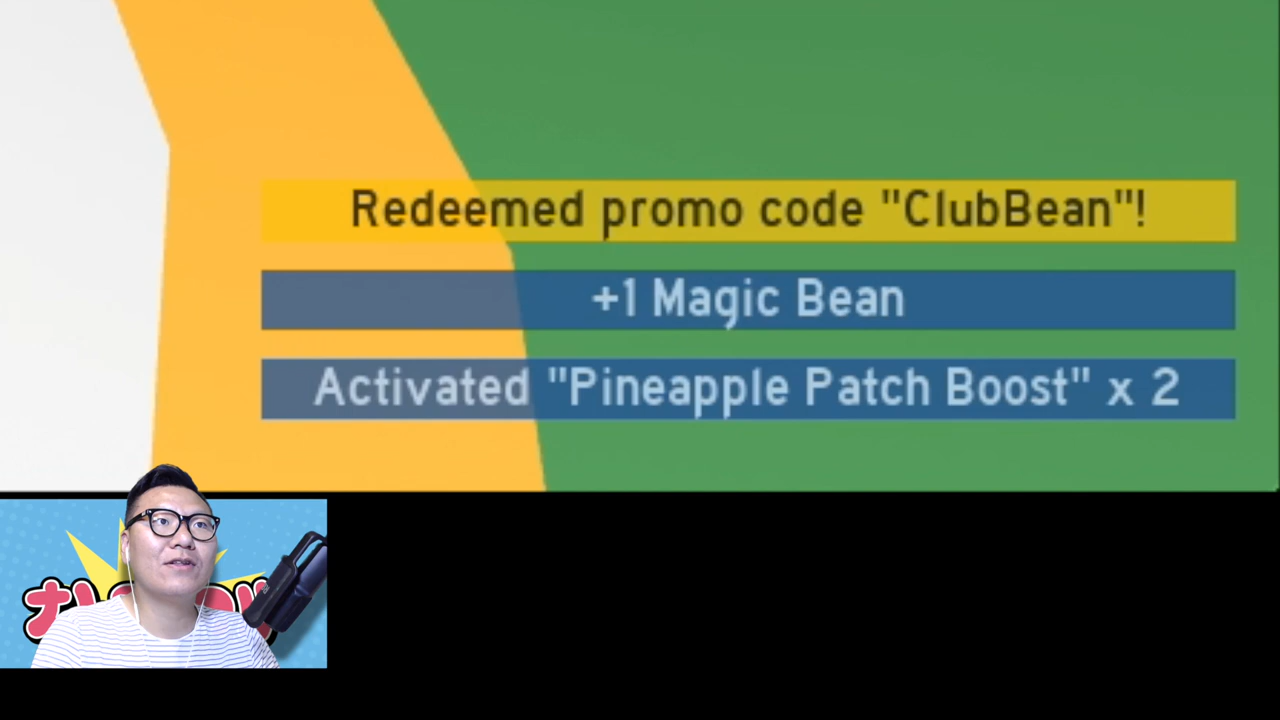 Redeemed promo code "ClubBean"!
+1 Magic Bean
Activated "Pineapple Patch Boost" x 2